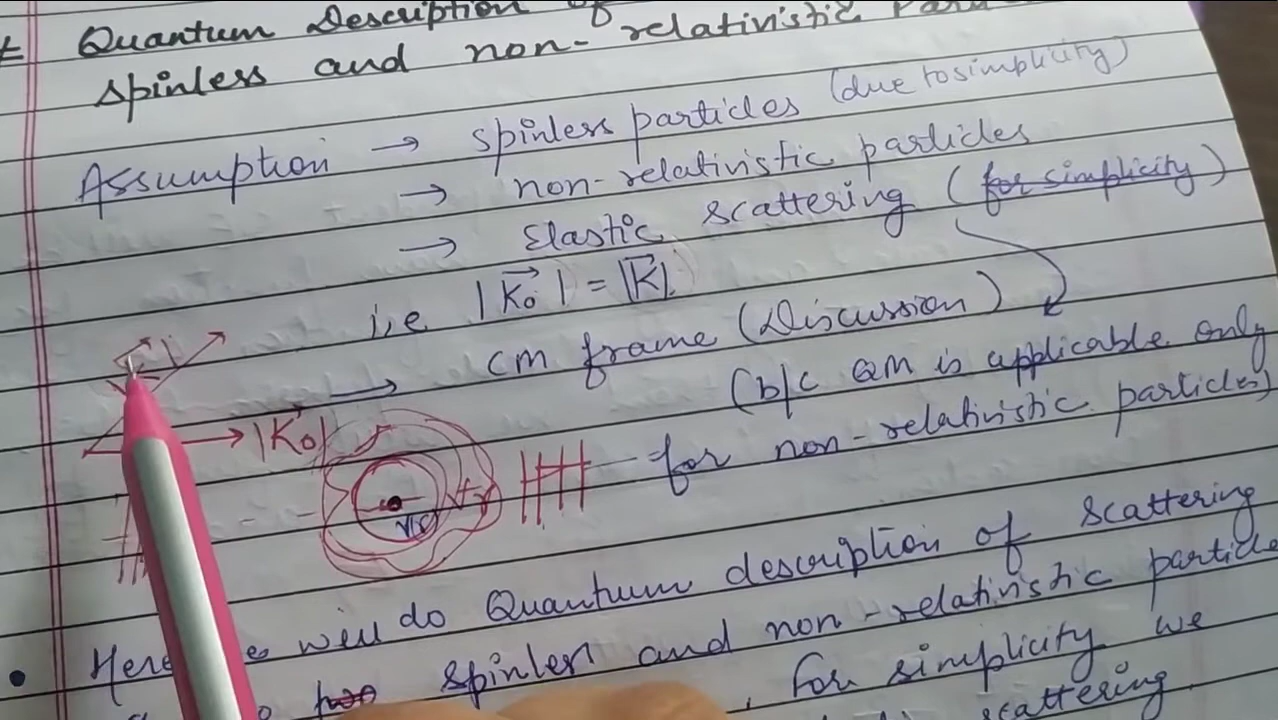 Quantum Description of
spinless and non-relativistic
Assumption → spinless particles (due to simplicity)
→ non-relativistic particles
→ Elastic scattering (for simplicity)
i.e |K₀| = |K|
→ CM frame (Discussion)
(b/c QM is applicable only
for non-relativistic particles)
→ |K₀|
V(r)
• Here we will do Quantum description of scattering
spinless and non-relativistic particle
for simplicity we
scattering